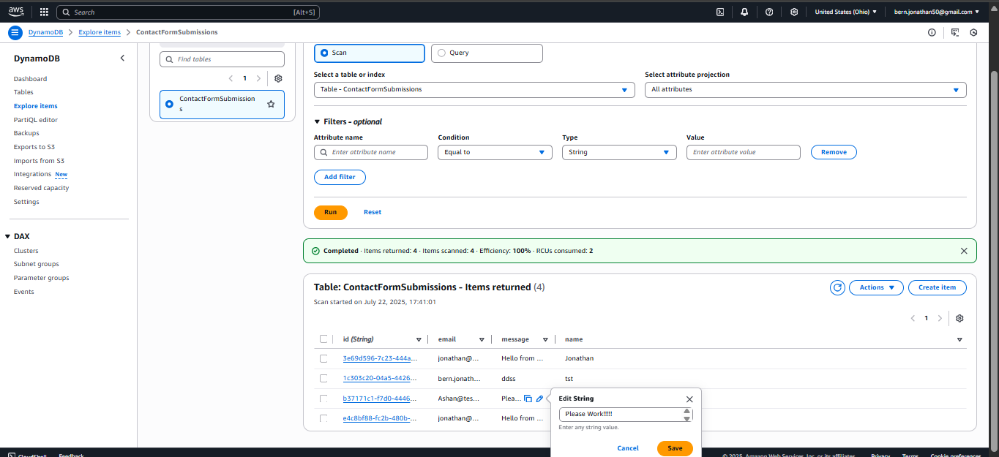 aws
Search [Alt+S]
United States (Ohio)
bern.jonathan50@gmail.com
DynamoDB
Explore items
ContactFormSubmissions
DynamoDB
Dashboard
Tables
Explore items
PartiQL editor
Backups
Exports to S3
Imports from S3
Integrations New
Reserved capacity
Settings
DAX
Clusters
Subnet groups
Parameter groups
Events
Find tables
1
ContactFormSubmission
s
Scan
Query
Select a table or index
Table - ContactFormSubmissions
Select attribute projection
All attributes
Filters - optional
Attribute name Condition Type Value
Enter attribute name Equal to String Enter attribute value Remove
Add filter
Run Reset
Completed · Items returned: 4 · Items scanned: 4 · Efficiency: 100% · RCUs consumed: 2
Table: ContactFormSubmissions - Items returned (4)
Scan started on July 22, 2025, 17:41:01
Actions
Create item
1
id (String) email message name
3e69d596-7c23-444a... jonathan@... Hello from ... Jonathan
1c303c20-04a5-4426... bern.jonath... ddss tst
b37171c1-f7d0-4446... Ashan@tes... Plea...
e4c8bf88-fc2b-480b-... jonathan@... Hello from ...
Edit String
Please Work!!!!!
Enter any string value.
Cancel Save
CloudShell Feedback
© 2025, Amazon Web Services, Inc. or its affiliates. Privacy Terms Cookie preferences